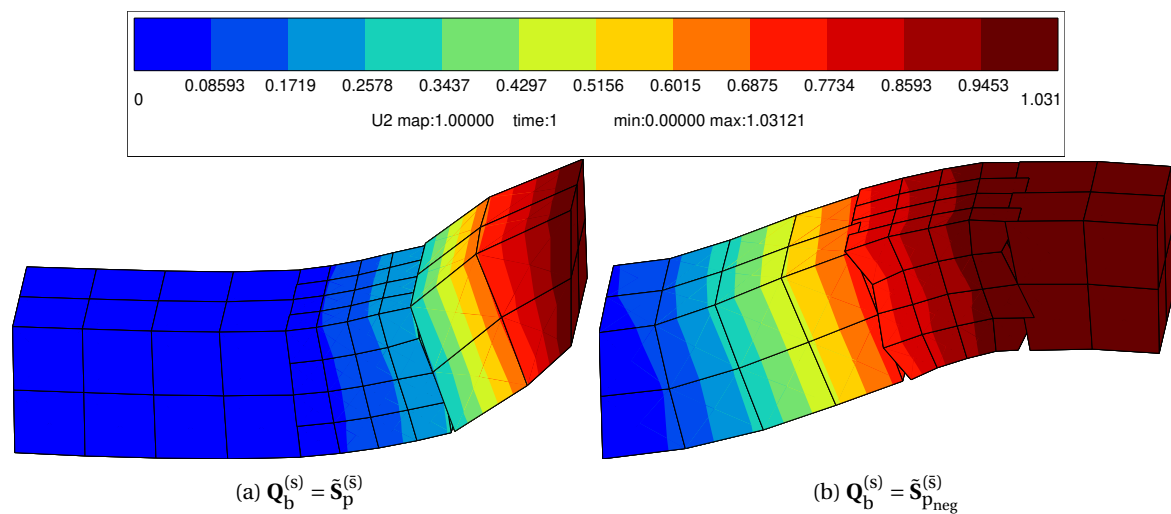 0.08593 0.1719 0.2578 0.3437 0.4297 0.5156 0.6015 0.6875 0.7734 0.8593 0.9453
0 1.031
U2 map:1.00000 time:1 min:0.00000 max:1.03121
(a) Q_b^(s) = S̃_p^(s̄)
(b) Q_b^(s) = S̃_p_neg^(s̄)